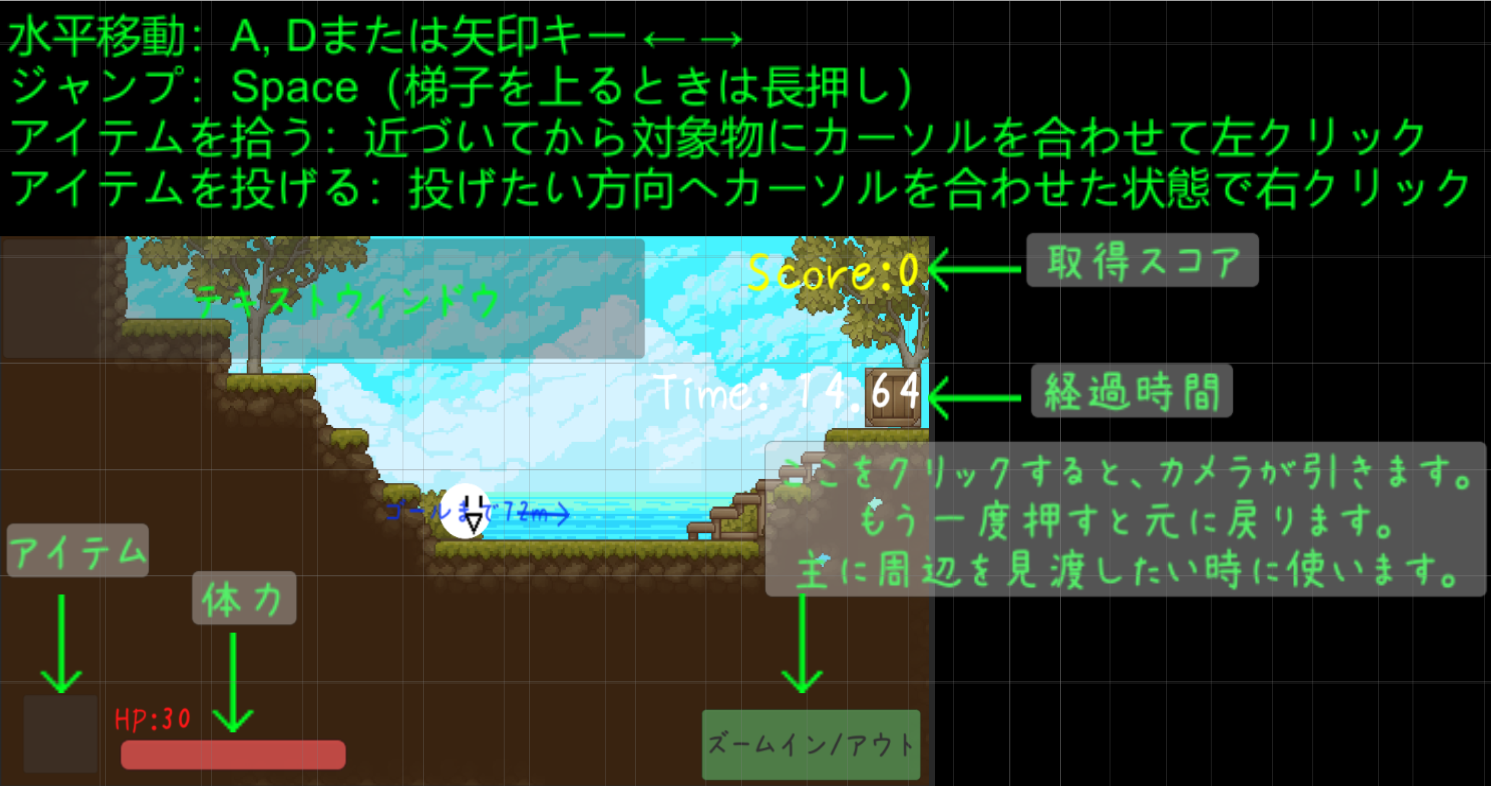 水平移動：A, Dまたは矢印キー ← →
ジャンプ：Space（梯子を上るときは長押し）
アイテムを拾う：近づいてから対象物にカーソルを合わせて左クリック
アイテムを投げる：投げたい方向へカーソルを合わせた状態で右クリック
テキストウィンドウ
Score:0
取得スコア
Time: 14.64
経過時間
ここをクリックすると、カメラが引きます。
もう一度押すと元に戻ります。
主に周辺を見渡したい時に使います。
ゴールまで72m→
アイテム
体力
HP:30
ズームイン/アウト